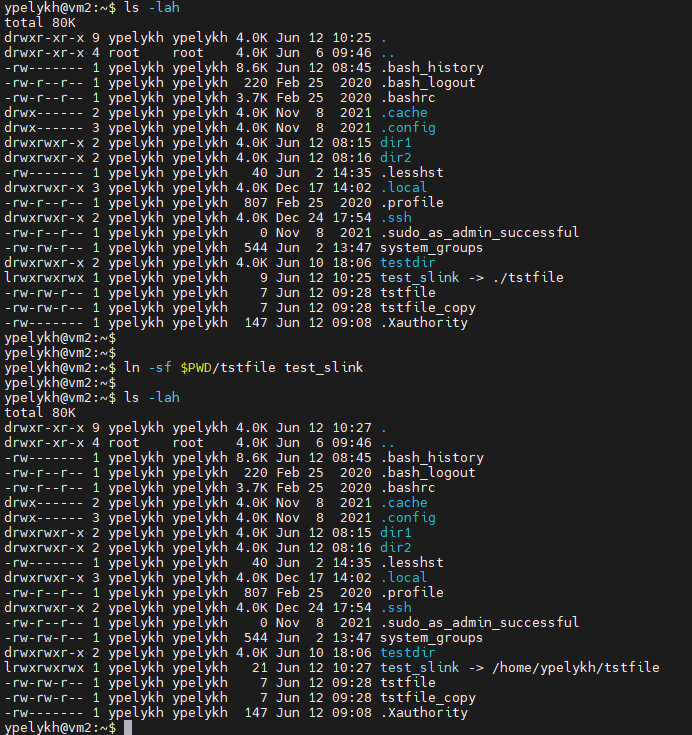 ypelykh@vm2:~$ ls -lah
total 80K
drwxr-xr-x 9 ypelykh ypelykh 4.0K Jun 12 10:25 .
drwxr-xr-x 4 root    root    4.0K Jun  6 09:46 ..
-rw------- 1 ypelykh ypelykh 8.6K Jun 12 08:45 .bash_history
-rw-r--r-- 1 ypelykh ypelykh  220 Feb 25  2020 .bash_logout
-rw-r--r-- 1 ypelykh ypelykh 3.7K Feb 25  2020 .bashrc
drwx------ 2 ypelykh ypelykh 4.0K Nov  8  2021 .cache
drwx------ 3 ypelykh ypelykh 4.0K Nov  8  2021 .config
drwxrwxr-x 2 ypelykh ypelykh 4.0K Jun 12 08:15 dir1
drwxrwxr-x 2 ypelykh ypelykh 4.0K Jun 12 08:16 dir2
-rw------- 1 ypelykh ypelykh   40 Jun  2 14:35 .lesshst
drwxrwxr-x 3 ypelykh ypelykh 4.0K Dec 17 14:02 .local
-rw-r--r-- 1 ypelykh ypelykh  807 Feb 25  2020 .profile
drwxrwxr-x 2 ypelykh ypelykh 4.0K Dec 24 17:54 .ssh
-rw-r--r-- 1 ypelykh ypelykh    0 Nov  8  2021 .sudo_as_admin_successful
-rw-rw-r-- 1 ypelykh ypelykh  544 Jun  2 13:47 system_groups
drwxrwxr-x 2 ypelykh ypelykh 4.0K Jun 10 18:06 testdir
lrwxrwxrwx 1 ypelykh ypelykh    9 Jun 12 10:25 test_slink -> ./tstfile
-rw-rw-r-- 1 ypelykh ypelykh    7 Jun 12 09:28 tstfile
-rw-rw-r-- 1 ypelykh ypelykh    7 Jun 12 09:28 tstfile_copy
-rw------- 1 ypelykh ypelykh  147 Jun 12 09:08 .Xauthority
ypelykh@vm2:~$
ypelykh@vm2:~$
ypelykh@vm2:~$ ln -sf $PWD/tstfile test_slink
ypelykh@vm2:~$
ypelykh@vm2:~$ ls -lah
total 80K
drwxr-xr-x 9 ypelykh ypelykh 4.0K Jun 12 10:27 .
drwxr-xr-x 4 root    root    4.0K Jun  6 09:46 ..
-rw------- 1 ypelykh ypelykh 8.6K Jun 12 08:45 .bash_history
-rw-r--r-- 1 ypelykh ypelykh  220 Feb 25  2020 .bash_logout
-rw-r--r-- 1 ypelykh ypelykh 3.7K Feb 25  2020 .bashrc
drwx------ 2 ypelykh ypelykh 4.0K Nov  8  2021 .cache
drwx------ 3 ypelykh ypelykh 4.0K Nov  8  2021 .config
drwxrwxr-x 2 ypelykh ypelykh 4.0K Jun 12 08:15 dir1
drwxrwxr-x 2 ypelykh ypelykh 4.0K Jun 12 08:16 dir2
-rw------- 1 ypelykh ypelykh   40 Jun  2 14:35 .lesshst
drwxrwxr-x 3 ypelykh ypelykh 4.0K Dec 17 14:02 .local
-rw-r--r-- 1 ypelykh ypelykh  807 Feb 25  2020 .profile
drwxrwxr-x 2 ypelykh ypelykh 4.0K Dec 24 17:54 .ssh
-rw-r--r-- 1 ypelykh ypelykh    0 Nov  8  2021 .sudo_as_admin_successful
-rw-rw-r-- 1 ypelykh ypelykh  544 Jun  2 13:47 system_groups
drwxrwxr-x 2 ypelykh ypelykh 4.0K Jun 10 18:06 testdir
lrwxrwxrwx 1 ypelykh ypelykh   21 Jun 12 10:27 test_slink -> /home/ypelykh/tstfile
-rw-rw-r-- 1 ypelykh ypelykh    7 Jun 12 09:28 tstfile
-rw-rw-r-- 1 ypelykh ypelykh    7 Jun 12 09:28 tstfile_copy
-rw------- 1 ypelykh ypelykh  147 Jun 12 09:08 .Xauthority
ypelykh@vm2:~$